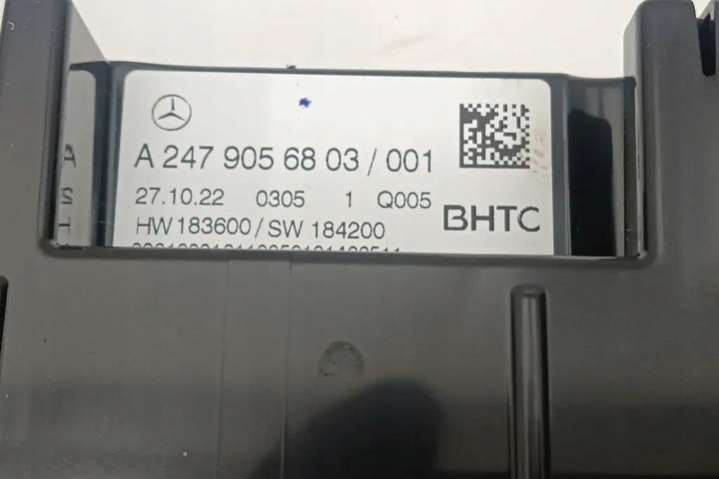 A 247 905 68 03 / 001
27.10.22 0305 1 Q005
HW 183600 / SW 184200
BHTC